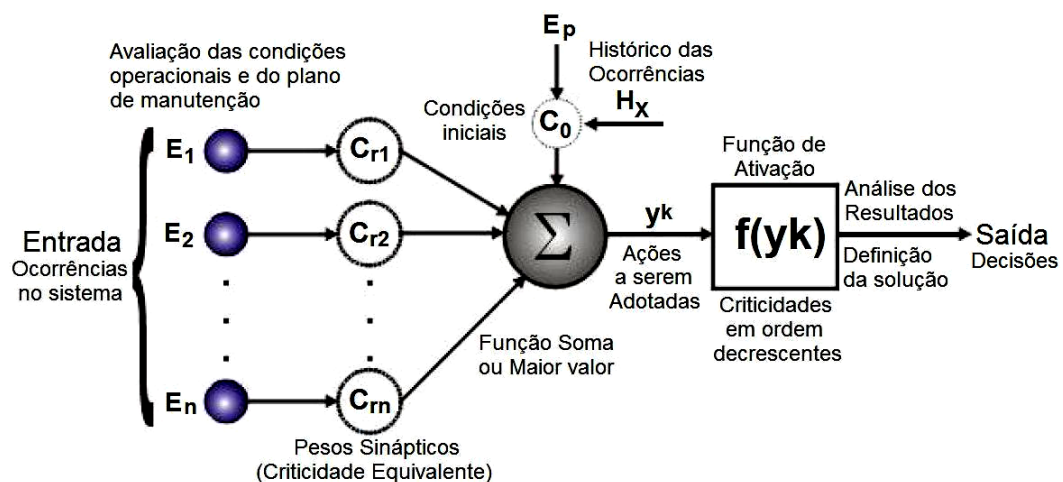 Avaliação das condições
operacionais e do plano
de manutenção
E1
E2
En
Entrada
Ocorrências
no sistema
Cr1
Cr2
Crn
Pesos Sinápticos
(Criticidade Equivalente)
Ep
Histórico das
Ocorrências
Hx
Condições
iniciais
C0
Σ
Função Soma
ou Maior valor
yk
Ações
a serem
Adotadas
Função de
Ativação
f(yk)
Criticidades
em ordem
decrescentes
Análise dos
Resultados
Definição
da solução
Saída
Decisões